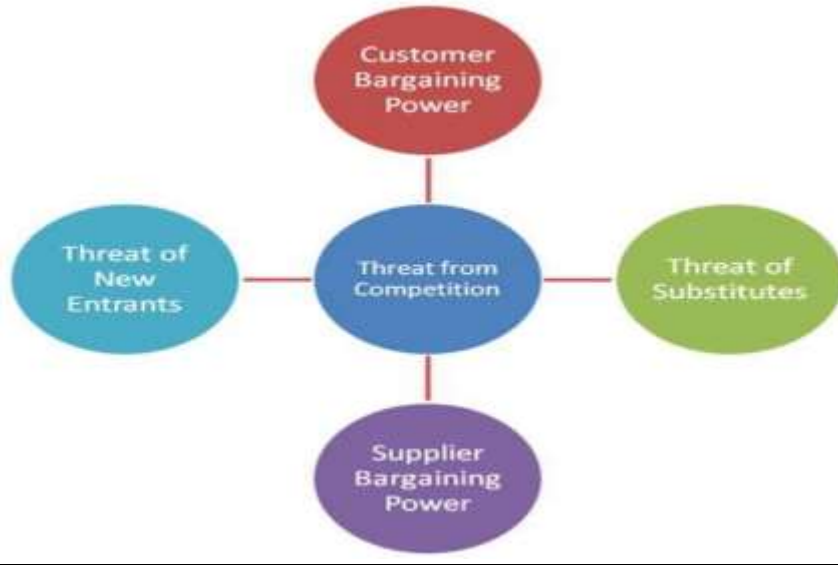 Customer
Bargaining
Power
Threat of
New
Entrants
Threat from
Competition
Threat of
Substitutes
Supplier
Bargaining
Power